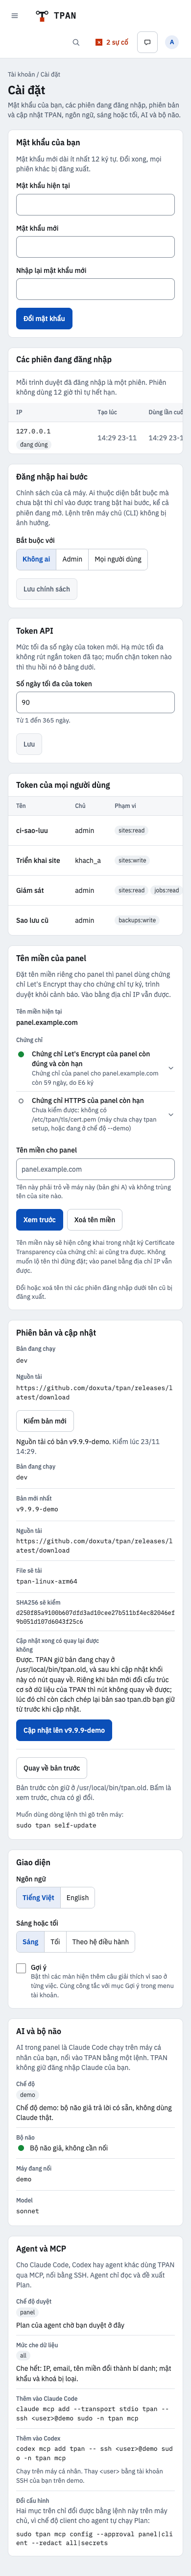 TPAN
2 sự cố
A
Tài khoản / Cài đặt
Cài đặt
Mật khẩu của bạn, các phiên đang đăng nhập, phiên bản
và cập nhật TPAN, ngôn ngữ, sáng hoặc tối, AI và bộ não.
Mật khẩu của bạn
Mật khẩu mới dài ít nhất 12 ký tự. Đổi xong, mọi
phiên khác bị đăng xuất.
Mật khẩu hiện tại
Mật khẩu mới
Nhập lại mật khẩu mới
Đổi mật khẩu
Các phiên đang đăng nhập
Mỗi trình duyệt đã đăng nhập là một phiên. Phiên
không dùng 12 giờ thì tự hết hạn.
IP Tạo lúc Dùng lần cuối
127.0.0.1
đang dùng
14:29 23-11 14:29 23-1
Đăng nhập hai bước
Chính sách của cả máy. Ai thuộc diện bắt buộc mà
chưa bật thì chỉ vào được trang bật hai bước, kể cả
phiên đang mở. Lệnh trên máy chủ (CLI) không bị
ảnh hưởng.
Bắt buộc với
Không ai Admin Mọi người dùng
Lưu chính sách
Token API
Mức tối đa số ngày của token mới. Hạ mức tối đa
không rút ngắn token đã tạo; muốn chặn token nào
thì thu hồi nó ở bảng dưới.
Số ngày tối đa của token
90
Từ 1 đến 365 ngày.
Lưu
Token của mọi người dùng
Tên Chủ Phạm vi
ci-sao-luu admin sites:read
Triển khai site khach_a sites:write
Giám sát admin sites:read jobs:read
Sao lưu cũ admin backups:write
Tên miền của panel
Đặt tên miền riêng cho panel thì panel dùng chứng
chỉ Let's Encrypt thay cho chứng chỉ tự ký, trình
duyệt khỏi cảnh báo. Vào bằng địa chỉ IP vẫn được.
Tên miền hiện tại
panel.example.com
Chứng chỉ
Chứng chỉ Let's Encrypt của panel còn
đúng và còn hạn
Chứng chỉ của panel cho panel.example.com
còn 59 ngày, do E6 ký
Chứng chỉ HTTPS của panel còn hạn
Chưa kiểm được: không có
/etc/tpan/tls/cert.pem (máy chưa chạy tpan
setup, hoặc đang ở chế độ --demo)
Tên miền cho panel
panel.example.com
Tên này phải trỏ về máy này (bản ghi A) và không trùng
tên của site nào.
Xem trước Xoá tên miền
Tên miền này sẽ hiện công khai trong nhật ký Certificate
Transparency của chứng chỉ: ai cũng tra được. Không
muốn lộ tên thì đừng đặt; vào panel bằng địa chỉ IP vẫn
được.
Đổi hoặc xoá tên thì các phiên đăng nhập dưới tên cũ bị
đăng xuất.
Phiên bản và cập nhật
Bản đang chạy
dev
Nguồn tải
https://github.com/doxuta/tpan/releases/l
atest/download
Kiểm bản mới
Nguồn tải có bản v9.9.9-demo. Kiểm lúc 23/11
14:29.
Bản đang chạy
dev
Bản mới nhất
v9.9.9-demo
Nguồn tải
https://github.com/doxuta/tpan/releases/l
atest/download
File sẽ tải
tpan-linux-arm64
SHA256 sẽ kiểm
d250f85a9100b607dfd3ad10cee27b511bf4ec82046ef
9b051d107d6043f25c6
Cập nhật xong có quay lại được
không
Được. TPAN giữ bản đang chạy ở
/usr/local/bin/tpan.old, và sau khi cập nhật khối
này có nút quay về. Riêng khi bản mới đổi cấu trúc
cơ sở dữ liệu của TPAN thì nút không quay về được;
lúc đó chỉ còn cách chép lại bản sao tpan.db bạn giữ
từ trước khi cập nhật.
Cập nhật lên v9.9.9-demo
Quay về bản trước
Bản trước còn giữ ở /usr/local/bin/tpan.old. Bấm là
xem trước, chưa có gì đổi.
Muốn dùng dòng lệnh thì gõ trên máy:
sudo tpan self-update
Giao diện
Ngôn ngữ
Tiếng Việt English
Sáng hoặc tối
Sáng Tối Theo hệ điều hành
Gợi ý
Bật thì các màn hiện thêm câu giải thích vì sao ở
từng việc. Cùng công tắc với mục Gợi ý trong menu
tài khoản.
AI và bộ não
AI trong panel là Claude Code chạy trên máy cá
nhân của bạn, nối vào TPAN bằng một lệnh. TPAN
không giữ đăng nhập Claude của bạn.
Chế độ
demo
Chế độ demo: bộ não giả trả lời có sẵn, không dùng
Claude thật.
Bộ não
Bộ não giả, không cần nối
Máy đang nối
demo
Model
sonnet
Agent và MCP
Cho Claude Code, Codex hay agent khác dùng TPAN
qua MCP, nối bằng SSH. Agent chỉ đọc và đề xuất
Plan.
Chế độ duyệt
panel
Plan của agent chờ bạn duyệt ở đây
Mức che dữ liệu
all
Che hết: IP, email, tên miền đổi thành bí danh; mật
khẩu và khoá bị loại.
Thêm vào Claude Code
claude mcp add --transport stdio tpan --
ssh <user>@demo sudo -n tpan mcp
Thêm vào Codex
codex mcp add tpan -- ssh <user>@demo sud
o -n tpan mcp
Chạy trên máy cá nhân. Thay <user> bằng tài khoản
SSH của bạn trên demo.
Đổi cấu hình
Hai mục trên chỉ đổi được bằng lệnh này trên máy
chủ, vì chế độ client cho agent tự chạy Plan:
sudo tpan mcp config --approval panel|cli
ent --redact all|secrets